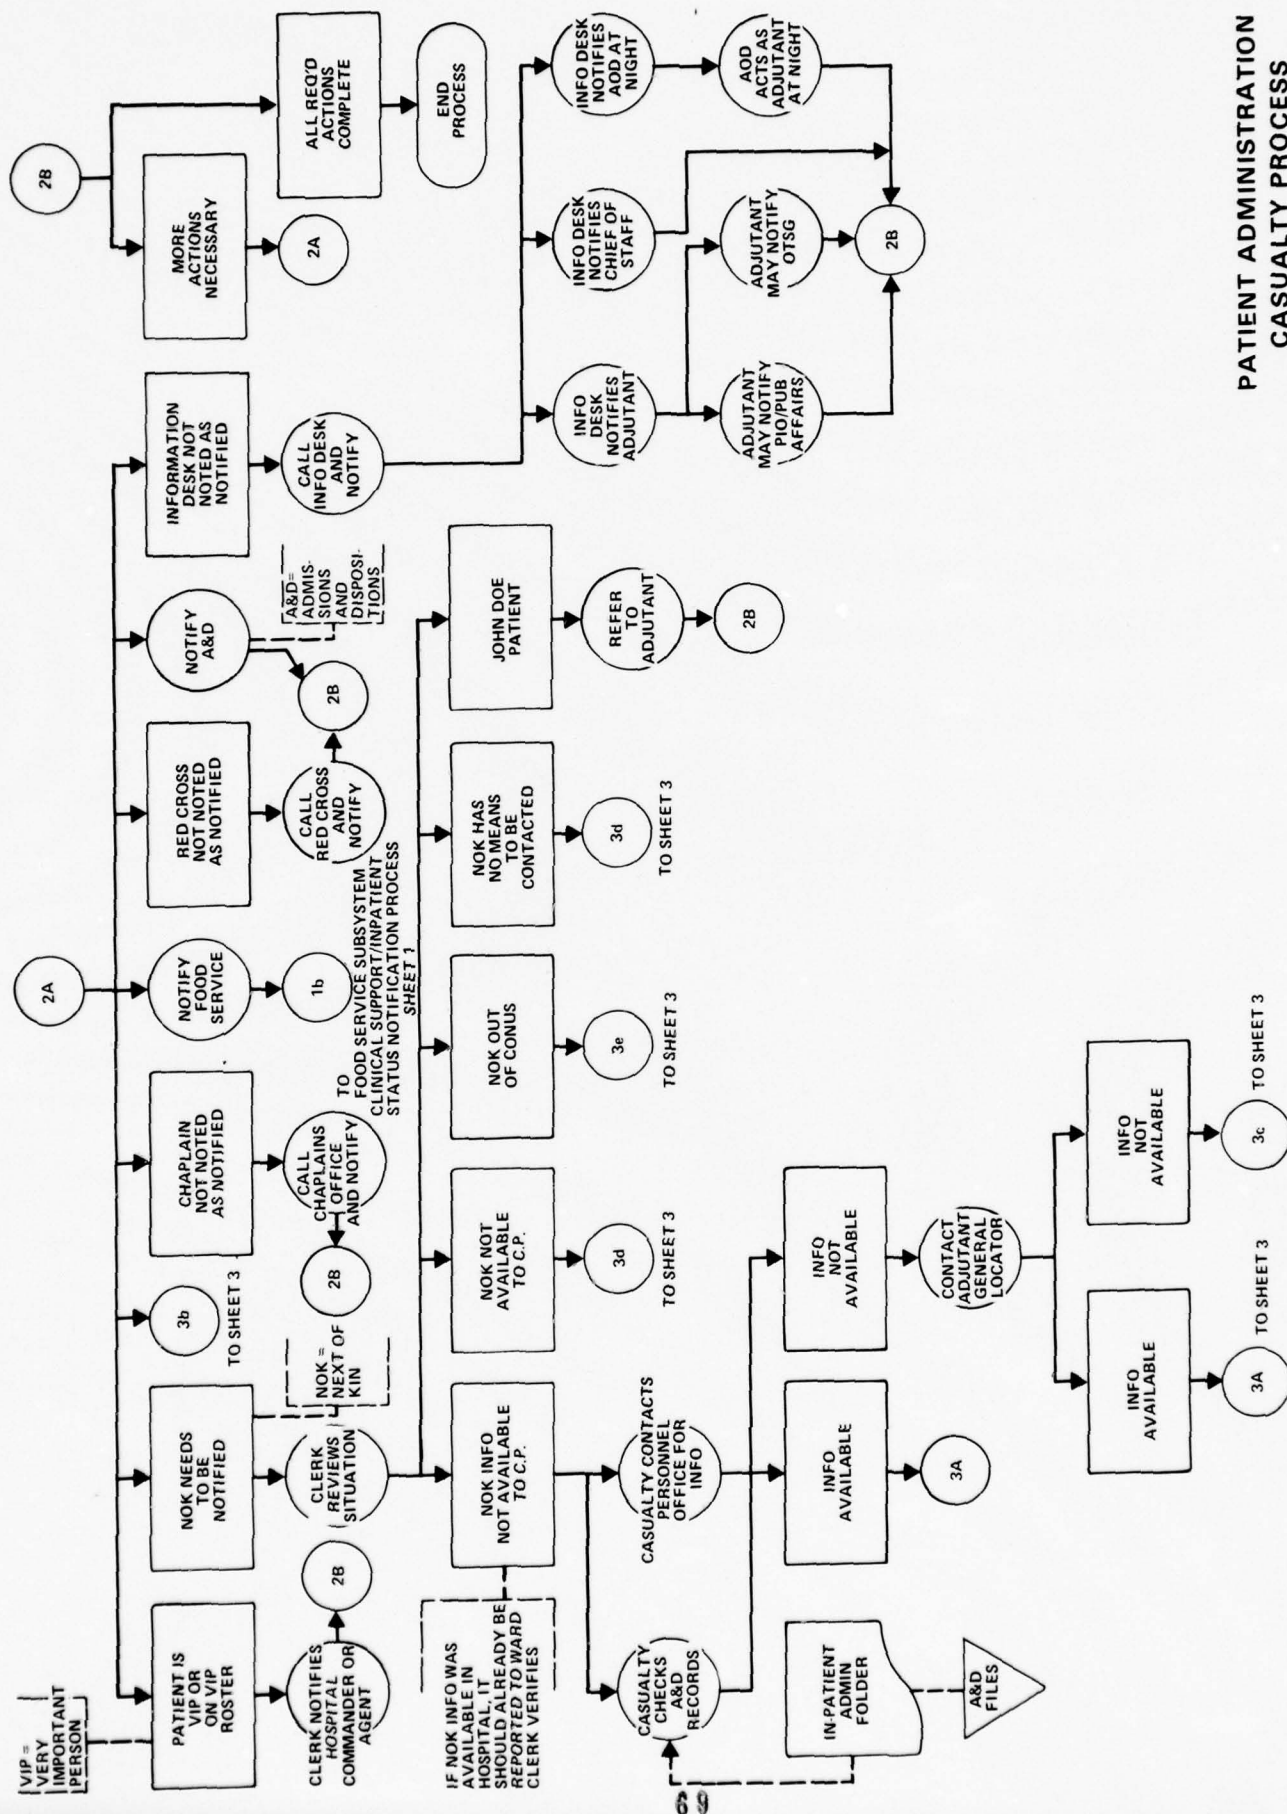 2A
2B
VIP =
VERY
IMPORTANT
PERSON
PATIENT IS
VIP OR
ON VIP
ROSTER
NOK NEEDS
TO BE
NOTIFIED
3b
TO SHEET 3
CHAPLAIN
NOT NOTED
AS NOTIFIED
NOTIFY
FOOD
SERVICE
RED CROSS
NOT NOTED
AS NOTIFIED
NOTIFY
A&D
INFORMATION
DESK NOT
NOTED AS
NOTIFIED
MORE
ACTIONS
NECESSARY
ALL REQ'D
ACTIONS
COMPLETE
CLERK NOTIFIES
HOSPITAL
COMMANDER OR
AGENT
2B
CLERK
REVIEWS
SITUATION
NOK =
NEXT OF
KIN
2B
CALL
CHAPLAINS
OFFICE
AND NOTIFY
1b
TO
FOOD SERVICE SUBSYSTEM
CLINICAL SUPPORT/INPATIENT
STATUS NOTIFICATION PROCESS
SHEET 1
CALL
RED CROSS
AND
NOTIFY
2B
A&D=
ADMIS-
SIONS
AND
DISPOSI-
TIONS
CALL
INFO DESK
AND
NOTIFY
2A
END
PROCESS
IF NOK INFO WAS
AVAILABLE IN
HOSPITAL, IT
SHOULD ALREADY BE
REPORTED TO WARD
CLERK VERIFIES
NOK INFO
NOT AVAILABLE
TO C.P.
NOK NOT
AVAILABLE
TO C.P.
NOK OUT
OF CONUS
NOK HAS
NO MEANS
TO BE
CONTACTED
JOHN DOE
PATIENT
INFO
DESK
NOTIFIES
ADJUTANT
INFO DESK
NOTIFIES
CHIEF OF
STAFF
INFO DESK
NOTIFIES
AOD AT
NIGHT
CASUALTY
CHECKS
A&D
RECORDS
CASUALTY CONTACTS
PERSONNEL
OFFICE FOR
INFO
3d
TO SHEET 3
3e
TO SHEET 3
3d
TO SHEET 3
REFER
TO
ADJUTANT
2B
ADJUTANT
MAY NOTIFY
PIO/PUB
AFFAIRS
ADJUTANT
MAY NOTIFY
OTSG
AOD
ACTS AS
ADJUTANT
AT NIGHT
2B
IN-PATIENT
ADMIN
FOLDER
INFO
AVAILABLE
INFO
NOT
AVAILABLE
A&D
FILES
3A
CONTACT
ADJUTANT
GENERAL
LOCATOR
INFO
AVAILABLE
INFO
NOT
AVAILABLE
3A
TO SHEET 3
3c
TO SHEET 3
PATIENT ADMINISTRATION
CASUALTY PROCESS
69